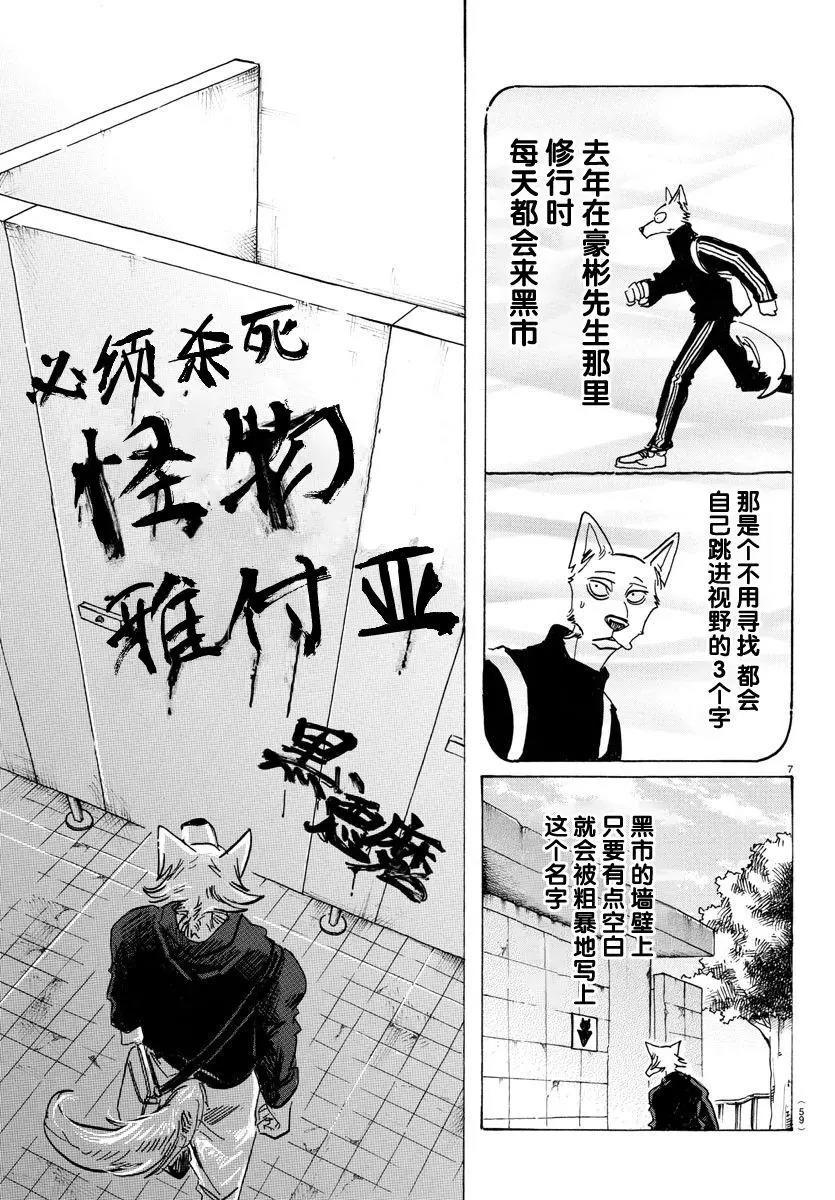 去年在豪彬先生那里
修行时
每天都会来黑市
那是个不用寻找 都会
自己跳进视野的3个字
7
黑市的墙壁上
只要有点空白
就会被粗暴地写上
这个名字
(59)
必须杀死
怪物
雅付亚
黑、
恶魔